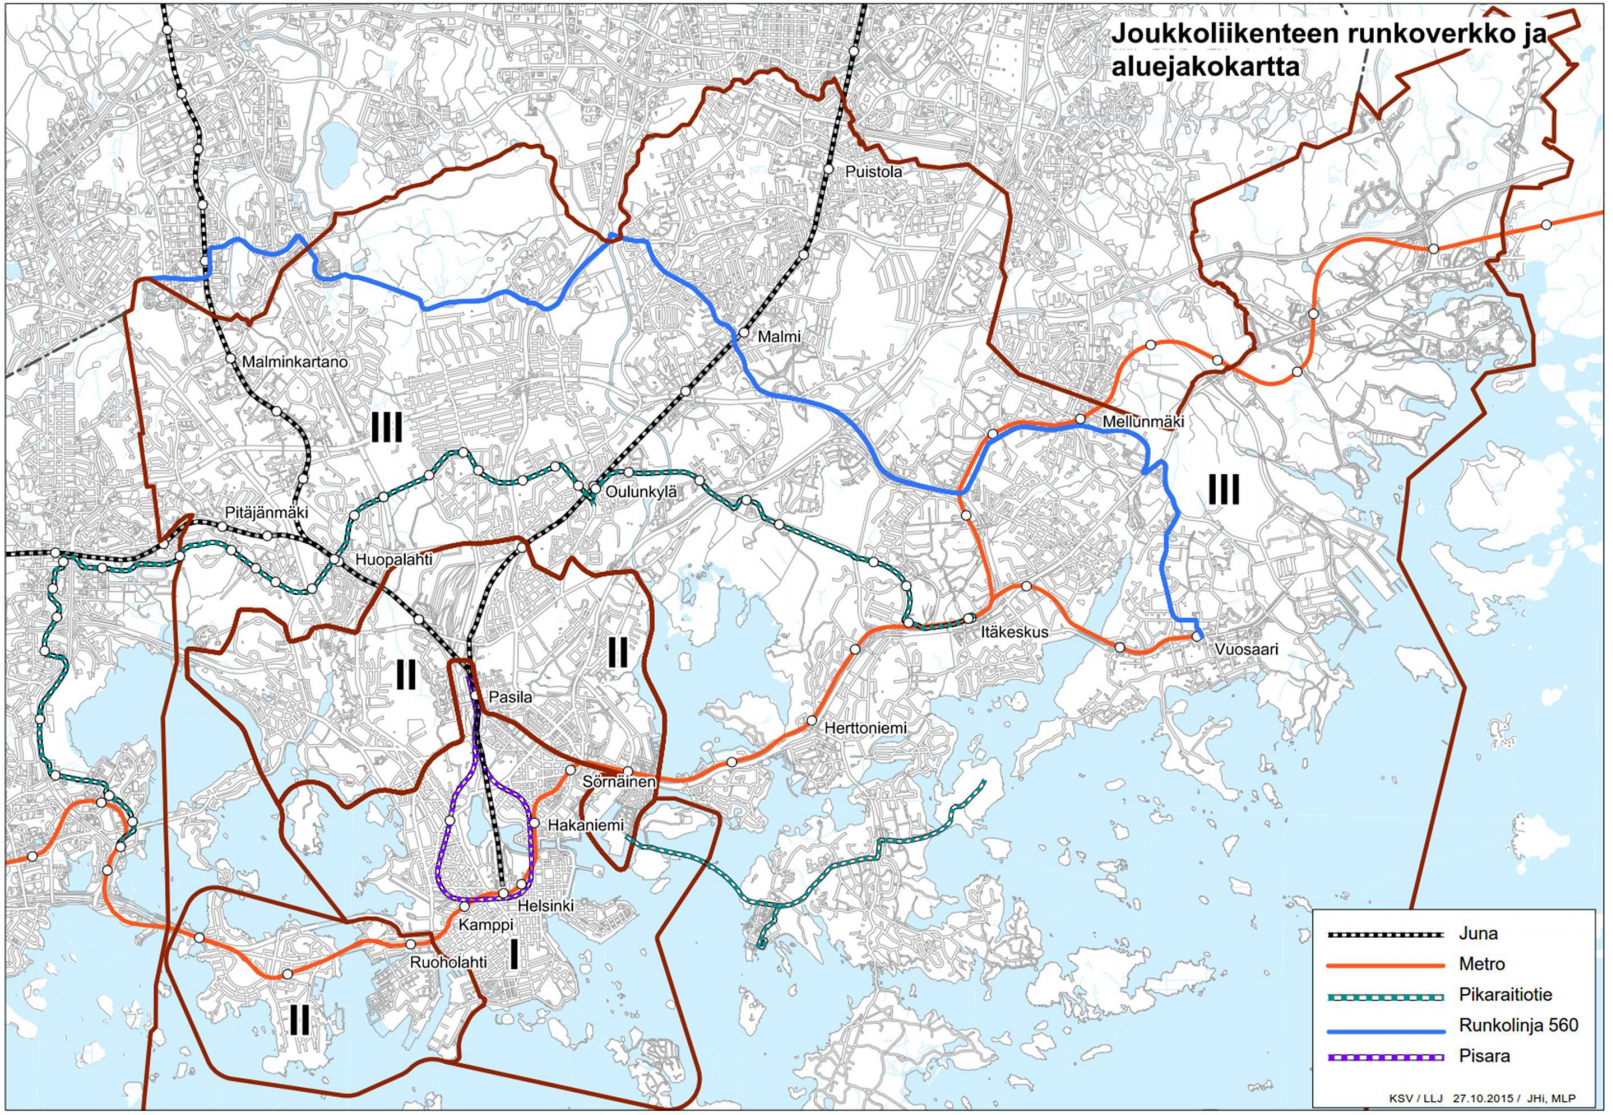 Joukkoliikenteen runkoverkko ja
aluejakokartta
Puistola
Malmi
Malminkartano
III
Mellunmäki
Oulunkylä
III
Pitäjänmäki
Huopalahti
Itäkeskus
Vuosaari
II
II
Pasila
Herttoniemi
Sörnäinen
Hakaniemi
Helsinki
Kamppi
I
Ruoholahti
II
Juna
Metro
Pikaraitiotie
Runkolinja 560
Pisara
KSV / LLJ 27.10.2015 / JHi, MLP